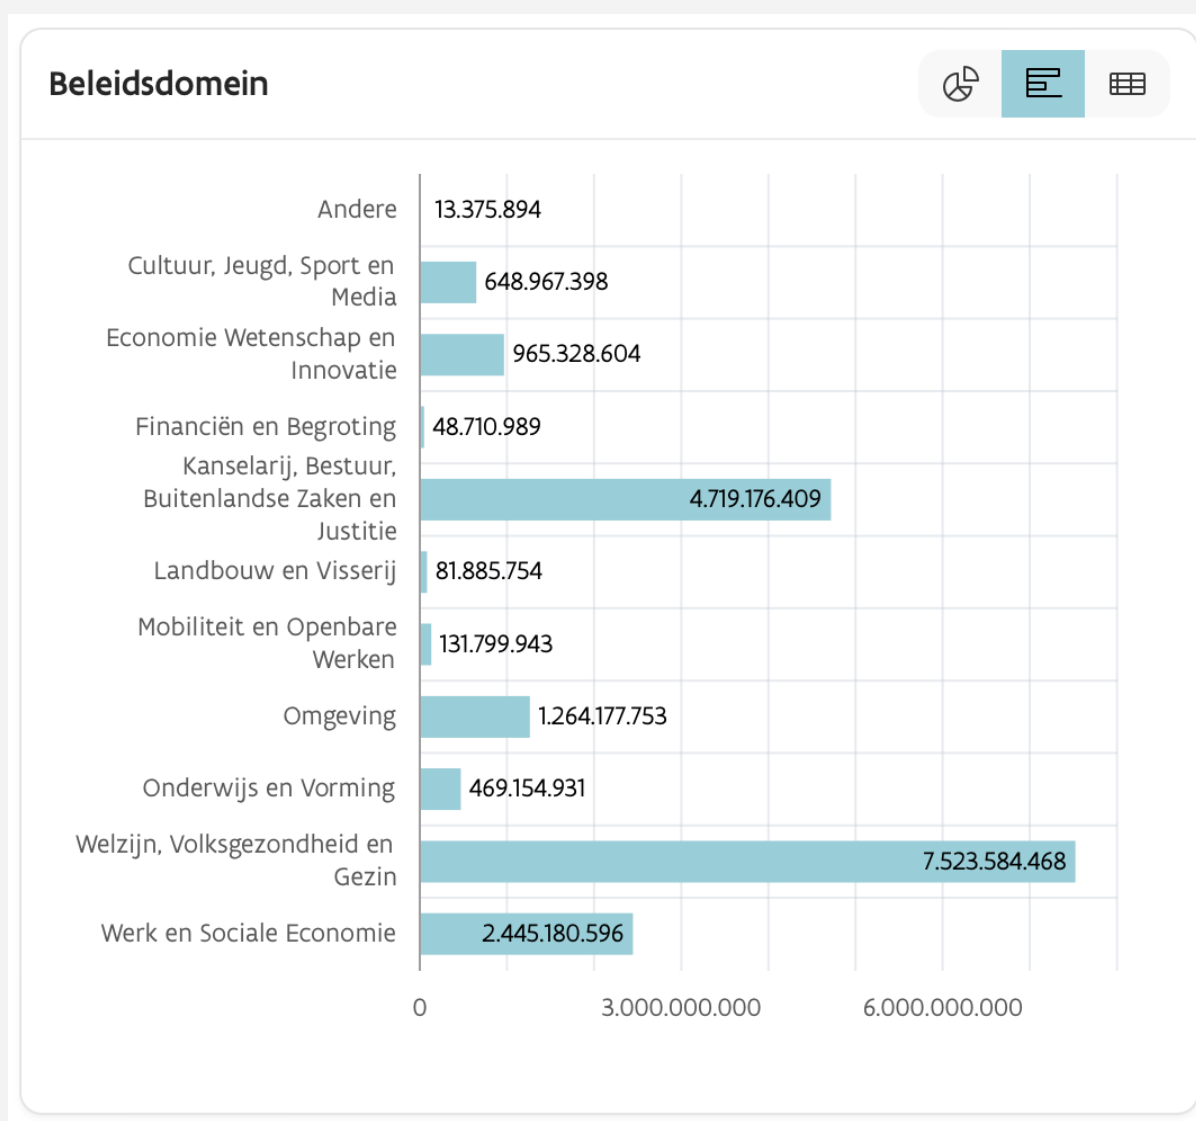 Beleidsdomein
Andere
13.375.894
Cultuur, Jeugd, Sport en
Media
648.967.398
Economie Wetenschap en
Innovatie
965.328.604
Financiën en Begroting
48.710.989
Kanselarij, Bestuur,
Buitenlandse Zaken en
Justitie
4.719.176.409
Landbouw en Visserij
81.885.754
Mobiliteit en Openbare
Werken
131.799.943
Omgeving
1.264.177.753
Onderwijs en Vorming
469.154.931
Welzijn, Volksgezondheid en
Gezin
7.523.584.468
Werk en Sociale Economie
2.445.180.596
0
3.000.000.000
6.000.000.000